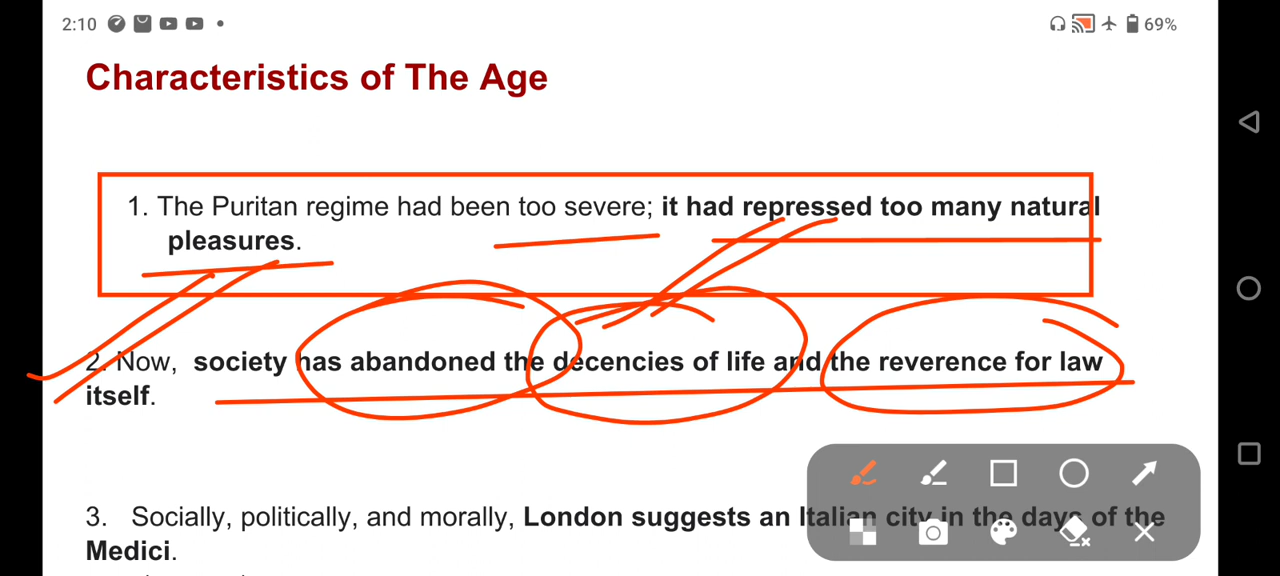 2:10
69%
Characteristics of The Age
1. The Puritan regime had been too severe; it had repressed too many natural
pleasures.
2. Now, society has abandoned the decencies of life and the reverence for law
itself.
3. Socially, politically, and morally, London suggests an Italian city in the days of the
Medici.